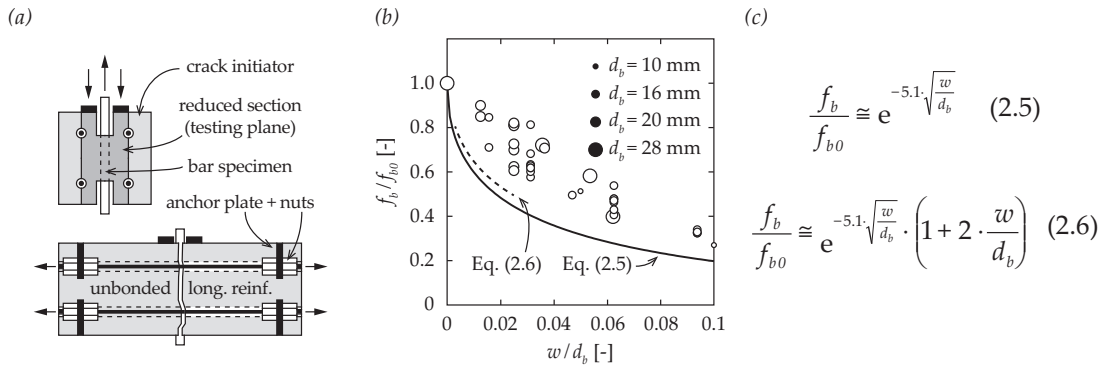 (a)
crack initiator
reduced section
(testing plane)
bar specimen
anchor plate + nuts
unbonded long. reinf.
(b)
f_b / f_b0 [-]
1.0
0.8
0.6
0.4
0.2
0
d_b = 10 mm
d_b = 16 mm
d_b = 20 mm
d_b = 28 mm
Eq. (2.6)
Eq. (2.5)
0 0.02 0.04 0.06 0.08 0.1
w / d_b [-]
(c)
f_b / f_b0 ≅ e^(-5.1·√(w/d_b)) (2.5)
f_b / f_b0 ≅ e^(-5.1·√(w/d_b)) · (1 + 2 · w/d_b) (2.6)